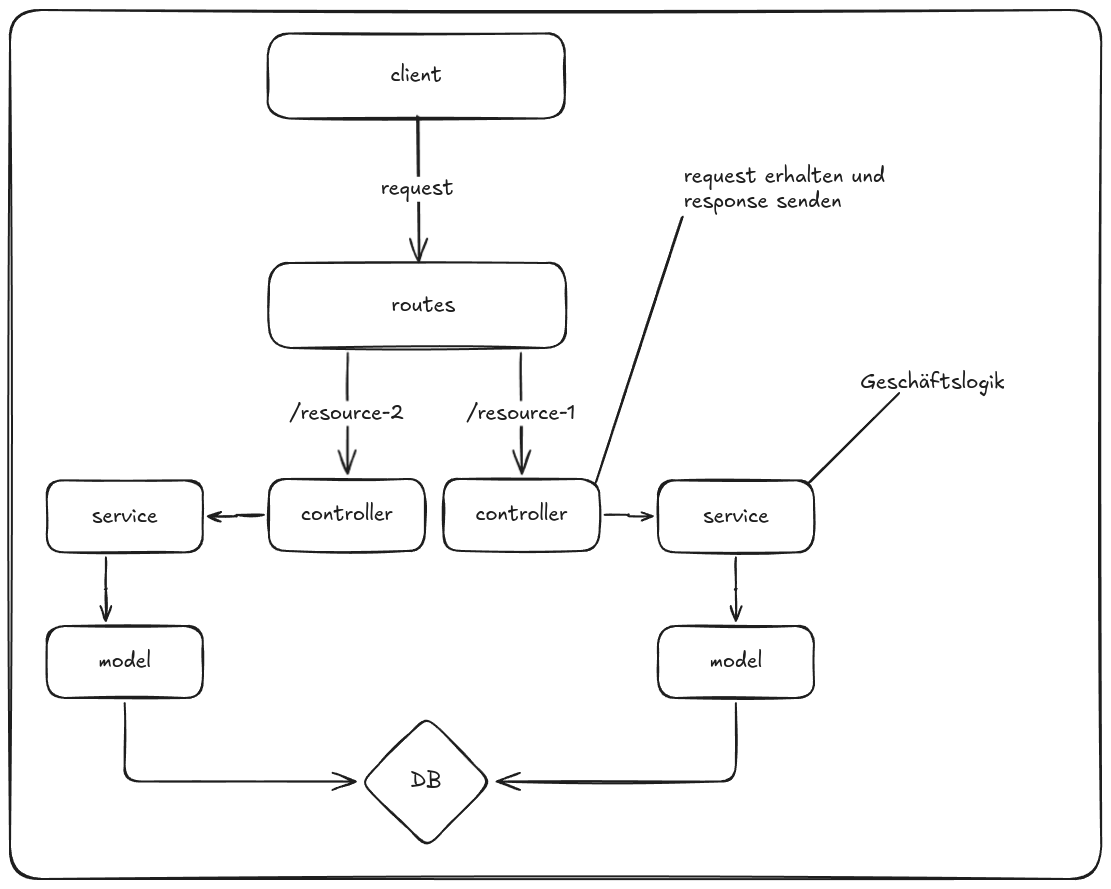 client
request
request erhalten und
response senden
routes
Geschäftslogik
/resource-2
/resource-1
service
controller
controller
service
model
model
DB